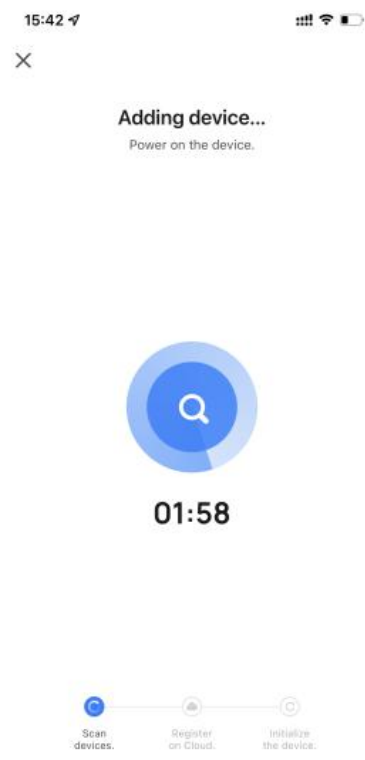 15:42
Adding device...
Power on the device.
01:58
Scan
devices.
Register
on Cloud.
Initialize
the device.